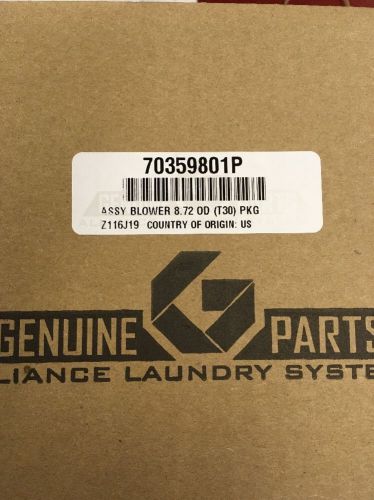 70359801P
ASSY BLOWER 8.72 OD (T30) PKG
Z116J19 COUNTRY OF ORIGIN: US
GENUINE G PARTS
LIANCE LAUNDRY SYSTE